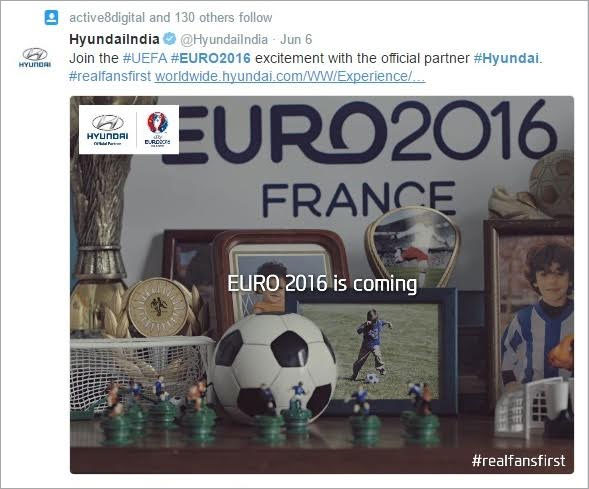 active8digital and 130 others follow
HyundaiIndia @HyundaiIndia · Jun 6
Join the #UEFA #EURO2016 excitement with the official partner #Hyundai.
#realfansfirst worldwide.hyundai.com/WW/Experience/…
HYUNDAI
HYUNDAI
Official Partner
EURO2016
EURO2016
FRANCE
EURO 2016 is coming
#realfansfirst